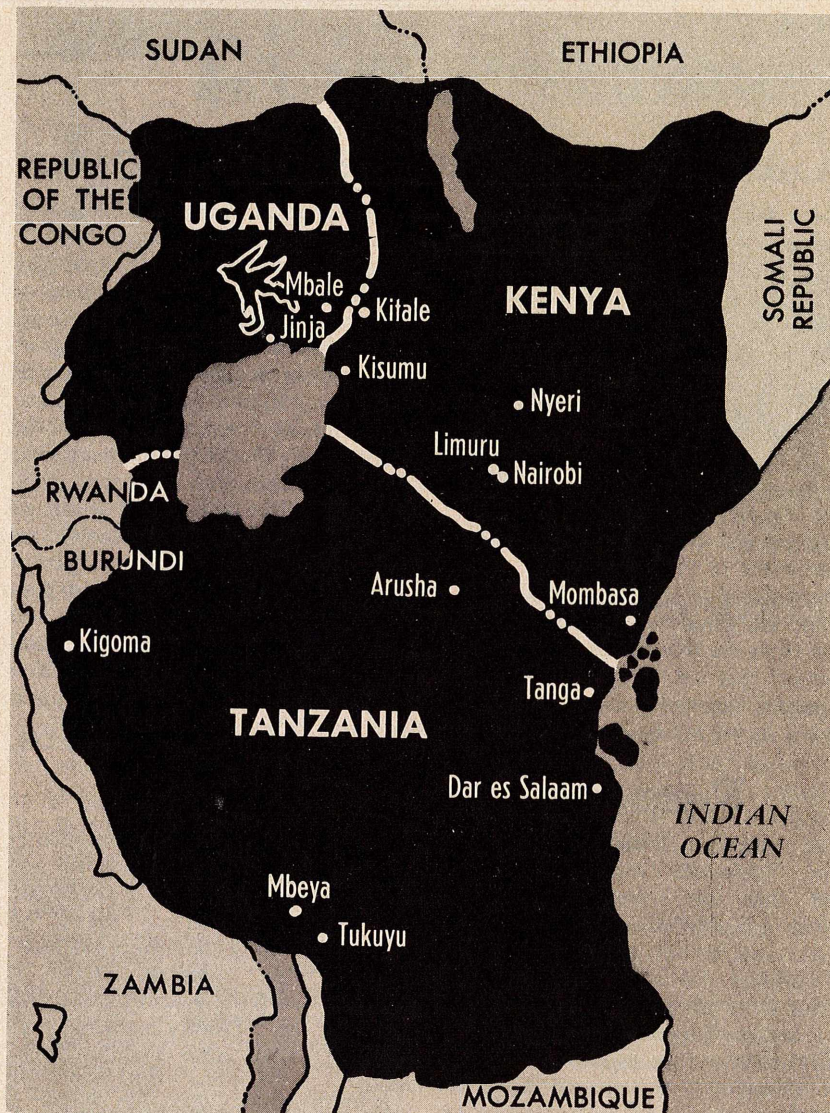 SUDAN
ETHIOPIA
REPUBLIC
OF THE
CONGO
UGANDA
SOMALI
REPUBLIC
Mbale
Kitale
KENYA
Jinja
Kisumu
Nyeri
Limuru
Nairobi
RWANDA
BURUNDI
Arusha
Mombasa
Kigoma
Tanga
TANZANIA
Dar es Salaam
INDIAN
OCEAN
Mbeya
Tukuyu
ZAMBIA
MOZAMBIQUE